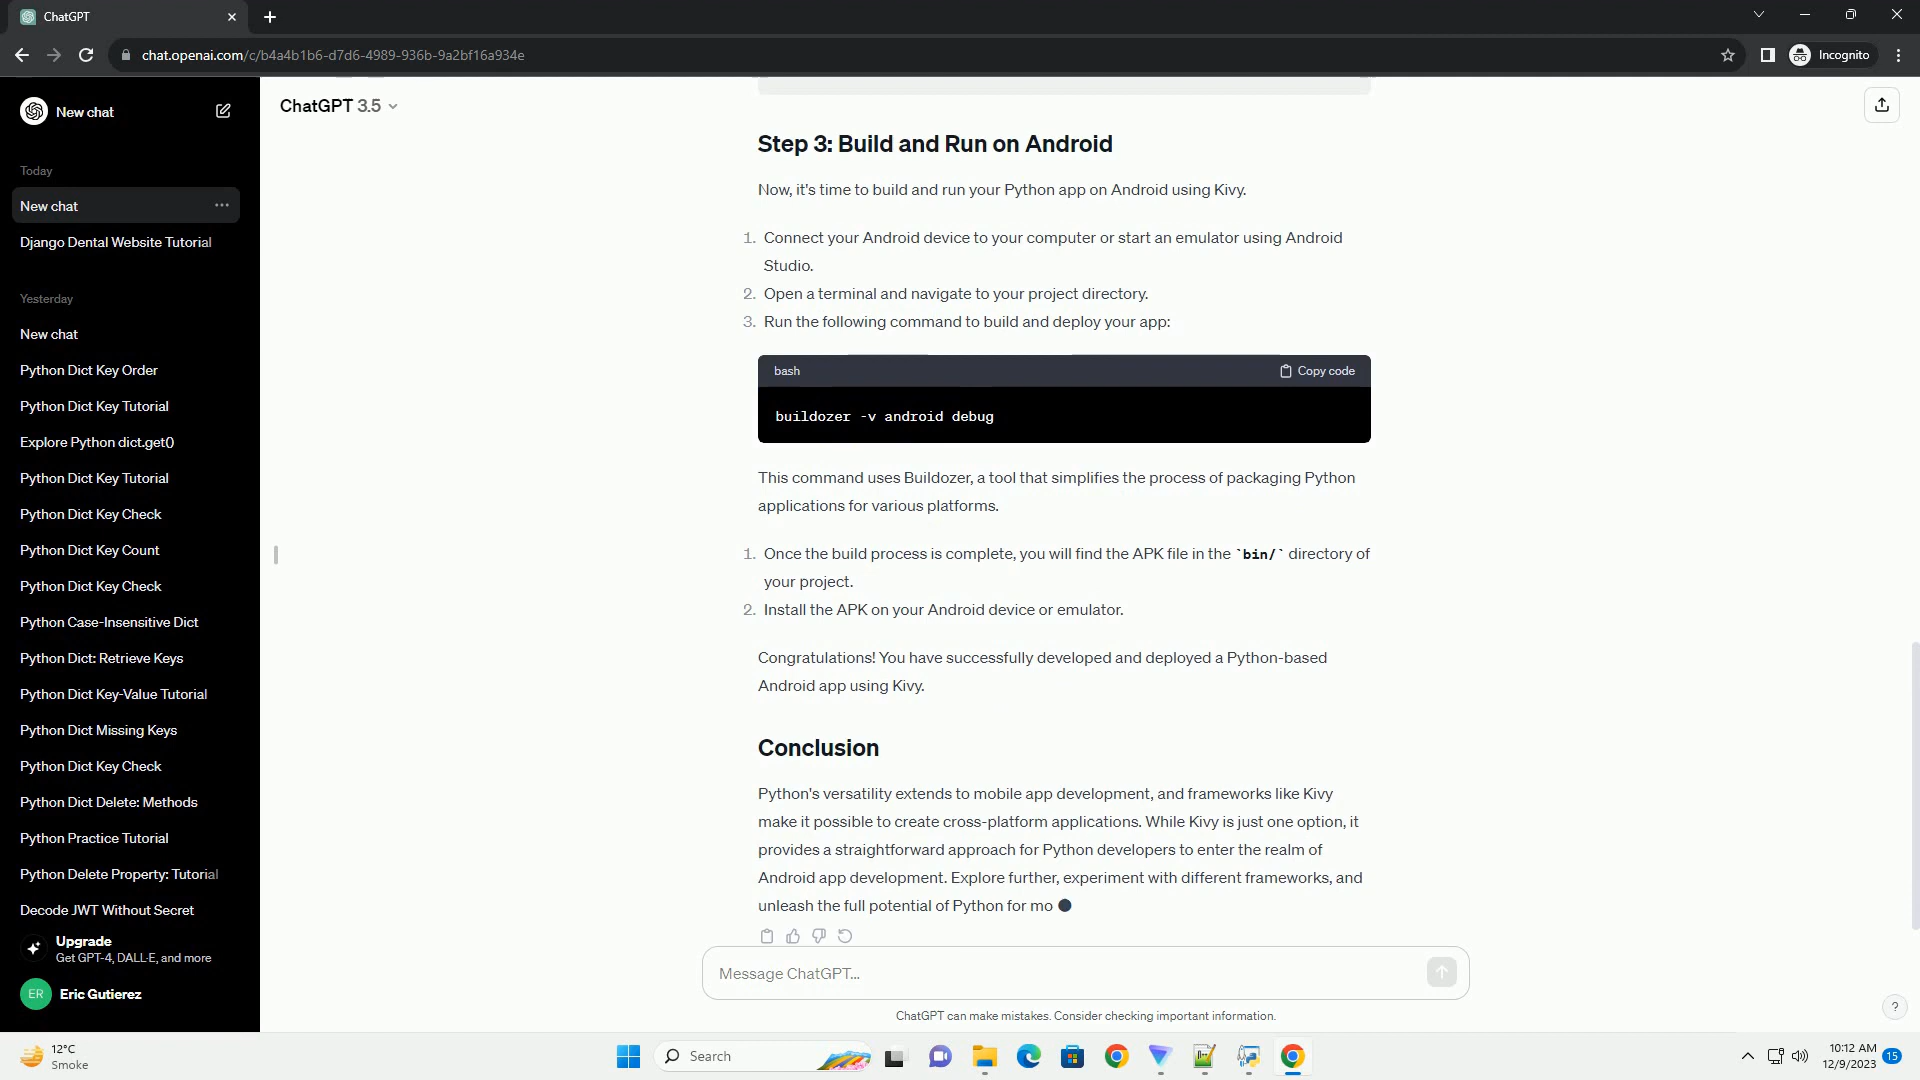 ChatGPT
chat.openai.com/c/b4a4b1b6-d7d6-4989-936b-9a2bf16a934e
Incognito
New chat
Today
New chat
Django Dental Website Tutorial
Yesterday
New chat
Python Dict Key Order
Python Dict Key Tutorial
Explore Python dict.get()
Python Dict Key Tutorial
Python Dict Key Check
Python Dict Key Count
Python Dict Key Check
Python Case-Insensitive Dict
Python Dict: Retrieve Keys
Python Dict Key-Value Tutorial
Python Dict Missing Keys
Python Dict Key Check
Python Dict Delete: Methods
Python Practice Tutorial
Python Delete Property: Tutorial
Decode JWT Without Secret
Upgrade
Get GPT-4, DALL·E, and more
ER
Eric Gutierez
ChatGPT 3.5
Step 3: Build and Run on Android
Now, it's time to build and run your Python app on Android using Kivy.
1. Connect your Android device to your computer or start an emulator using Android
Studio.
2. Open a terminal and navigate to your project directory.
3. Run the following command to build and deploy your app:
bash
Copy code
buildozer -v android debug
This command uses Buildozer, a tool that simplifies the process of packaging Python
applications for various platforms.
1. Once the build process is complete, you will find the APK file in the `bin/` directory of
your project.
2. Install the APK on your Android device or emulator.
Congratulations! You have successfully developed and deployed a Python-based
Android app using Kivy.
Conclusion
Python's versatility extends to mobile app development, and frameworks like Kivy
make it possible to create cross-platform applications. While Kivy is just one option, it
provides a straightforward approach for Python developers to enter the realm of
Android app development. Explore further, experiment with different frameworks, and
unleash the full potential of Python for mo
Message ChatGPT...
ChatGPT can make mistakes. Consider checking important information.
?
12°C
Smoke
Search
10:12 AM
12/9/2023
15